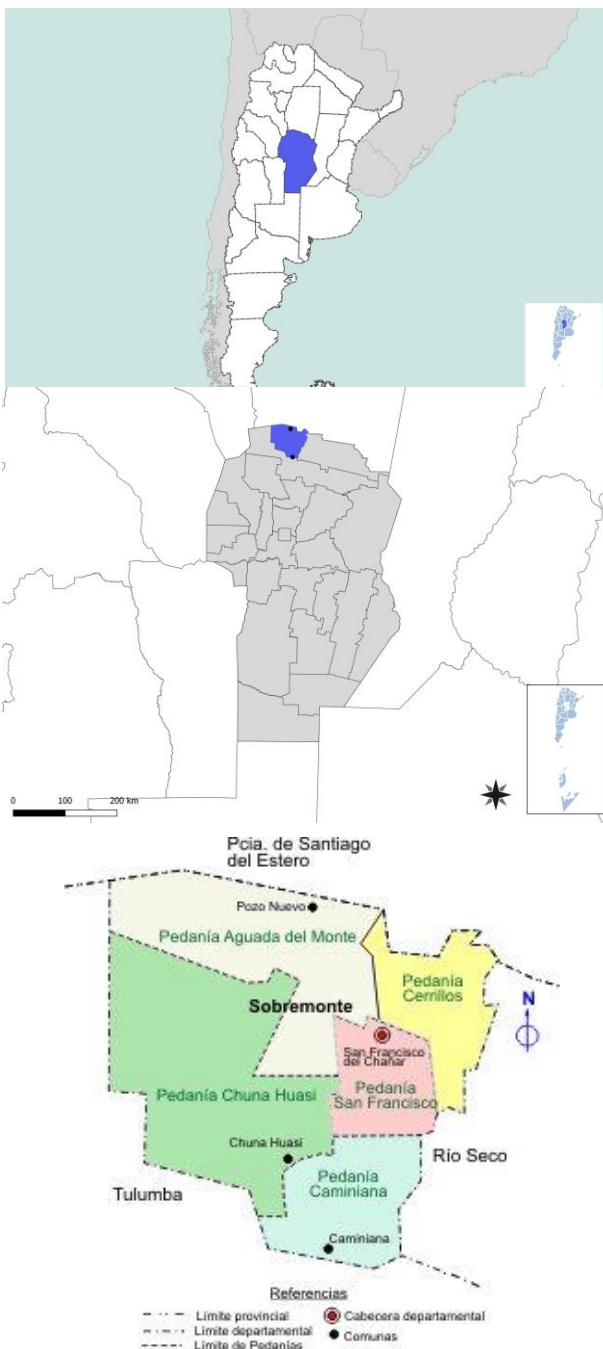 0 100 200 km
Pcia. de Santiago
del Estero
Pozo Nuevo
Pedanía Aguada del Monte
Pedanía
Cerrillos
N
Sobremonte
San Francisco
del Chañar
Pedanía Chuna Huasi
Pedanía
San Francisco
Chuna Huasi
Río Seco
Pedanía
Caminiana
Tulumba
Caminiana
Referencias
Límite provincial
Cabecera departamental
Límite departamental
Comunas
Límite de Pedanías